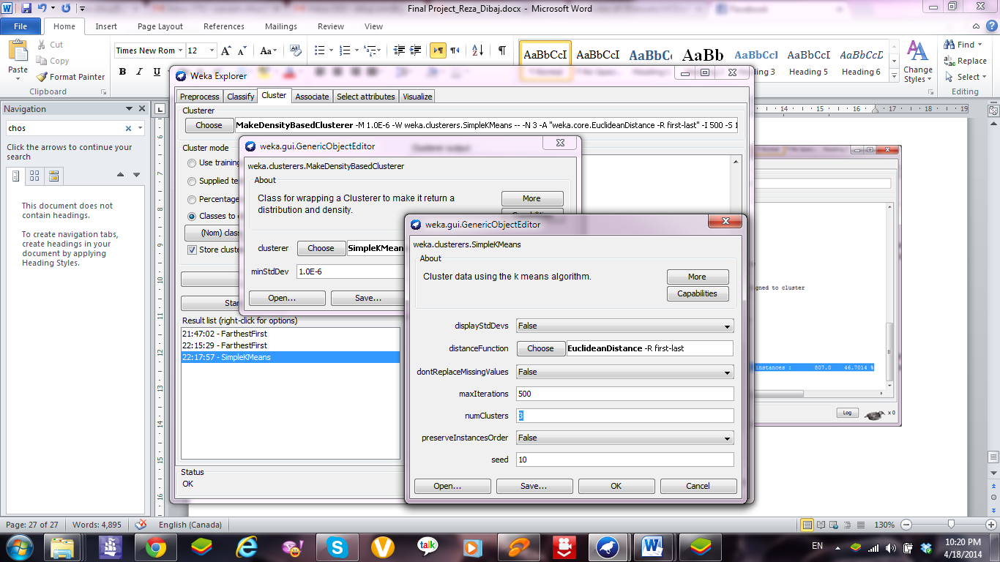 Final Project_Reza_Dibaj.docx - Microsoft Word
File Home Insert Page Layout References Mailings Review View
Cut
Copy
Format Painter
Paste
Clipboard
Times New Rom 12
B I U
AaBbCcI AaBbCcI AaBbCc AaBb AaBbCcI AaBbCcI AaBbCcD
Heading 5 Heading 6
Change Styles
Find
Replace
Select
Editing
Navigation
chos
Click the arrows to continue your search
This document does not contain headings.
To create navigation tabs, create headings in your document by applying Heading Styles.
14 15 16 17 18 19
Weka Explorer
Preprocess Classify Cluster Associate Select attributes Visualize
Clusterer
Choose MakeDensityBasedClusterer -M 1.0E-6 -W weka.clusterers.SimpleKMeans -- -N 3 -A "weka.core.EuclideanDistance -R first-last" -I 500 -S 1
Cluster mode
Clusterer output
Use training
Supplied te
Percentage
Classes to
(Nom) class
Store cluste
Star
Result list (right-click for options)
21:47:02 - FarthestFirst
22:15:29 - FarthestFirst
22:17:57 - SimpleKMeans
Status
OK
weka.gui.GenericObjectEditor
weka.clusterers.MakeDensityBasedClusterer
About
Class for wrapping a Clusterer to make it return a distribution and density.
More
clusterer Choose SimpleKMean
minStdDev 1.0E-6
Open... Save...
weka.gui.GenericObjectEditor
weka.clusterers.SimpleKMeans
About
Cluster data using the k means algorithm.
More
Capabilities
displayStdDevs False
distanceFunction Choose EuclideanDistance -R first-last
dontReplaceMissingValues False
maxIterations 500
numClusters 3
preserveInstancesOrder False
seed 10
Open... Save... OK Cancel
gned to cluster
instances : 807.0 46.7014 %
Log x 0
Page: 27 of 27 Words: 4,895 English (Canada) 130%
talk
EN
10:20 PM
4/18/2014